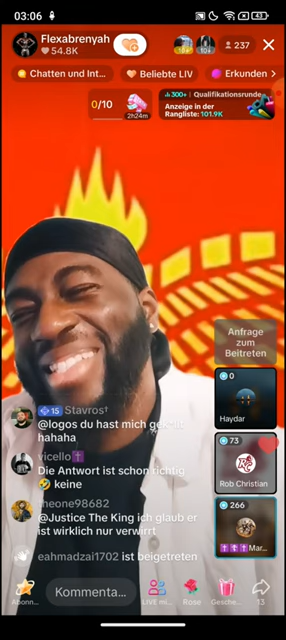 03:06
43
Flexabrenyah
54.8K
237
Chatten und Int...
Beliebte LIV
Erkunden >
0/10
2h24m
300+ | Qualifikationsrunde...
Anzeige in der
Rangliste: 101.9K
Anfrage
zum
Beitreten
0
Haydar
73
Rob Christian
266
Mar...
15 Stavros†
@logos du hast mich
hahaha
vicello
Die Antwort ist schon richtig
🤣 keine
theone98682
@Justice The King ich glaub er
ist wirklich nur verwirrt
eahmadzai1702 ist beigetreten
Abonn...
Kommenta...
LIVE mi...
Rose
Gesche...
13